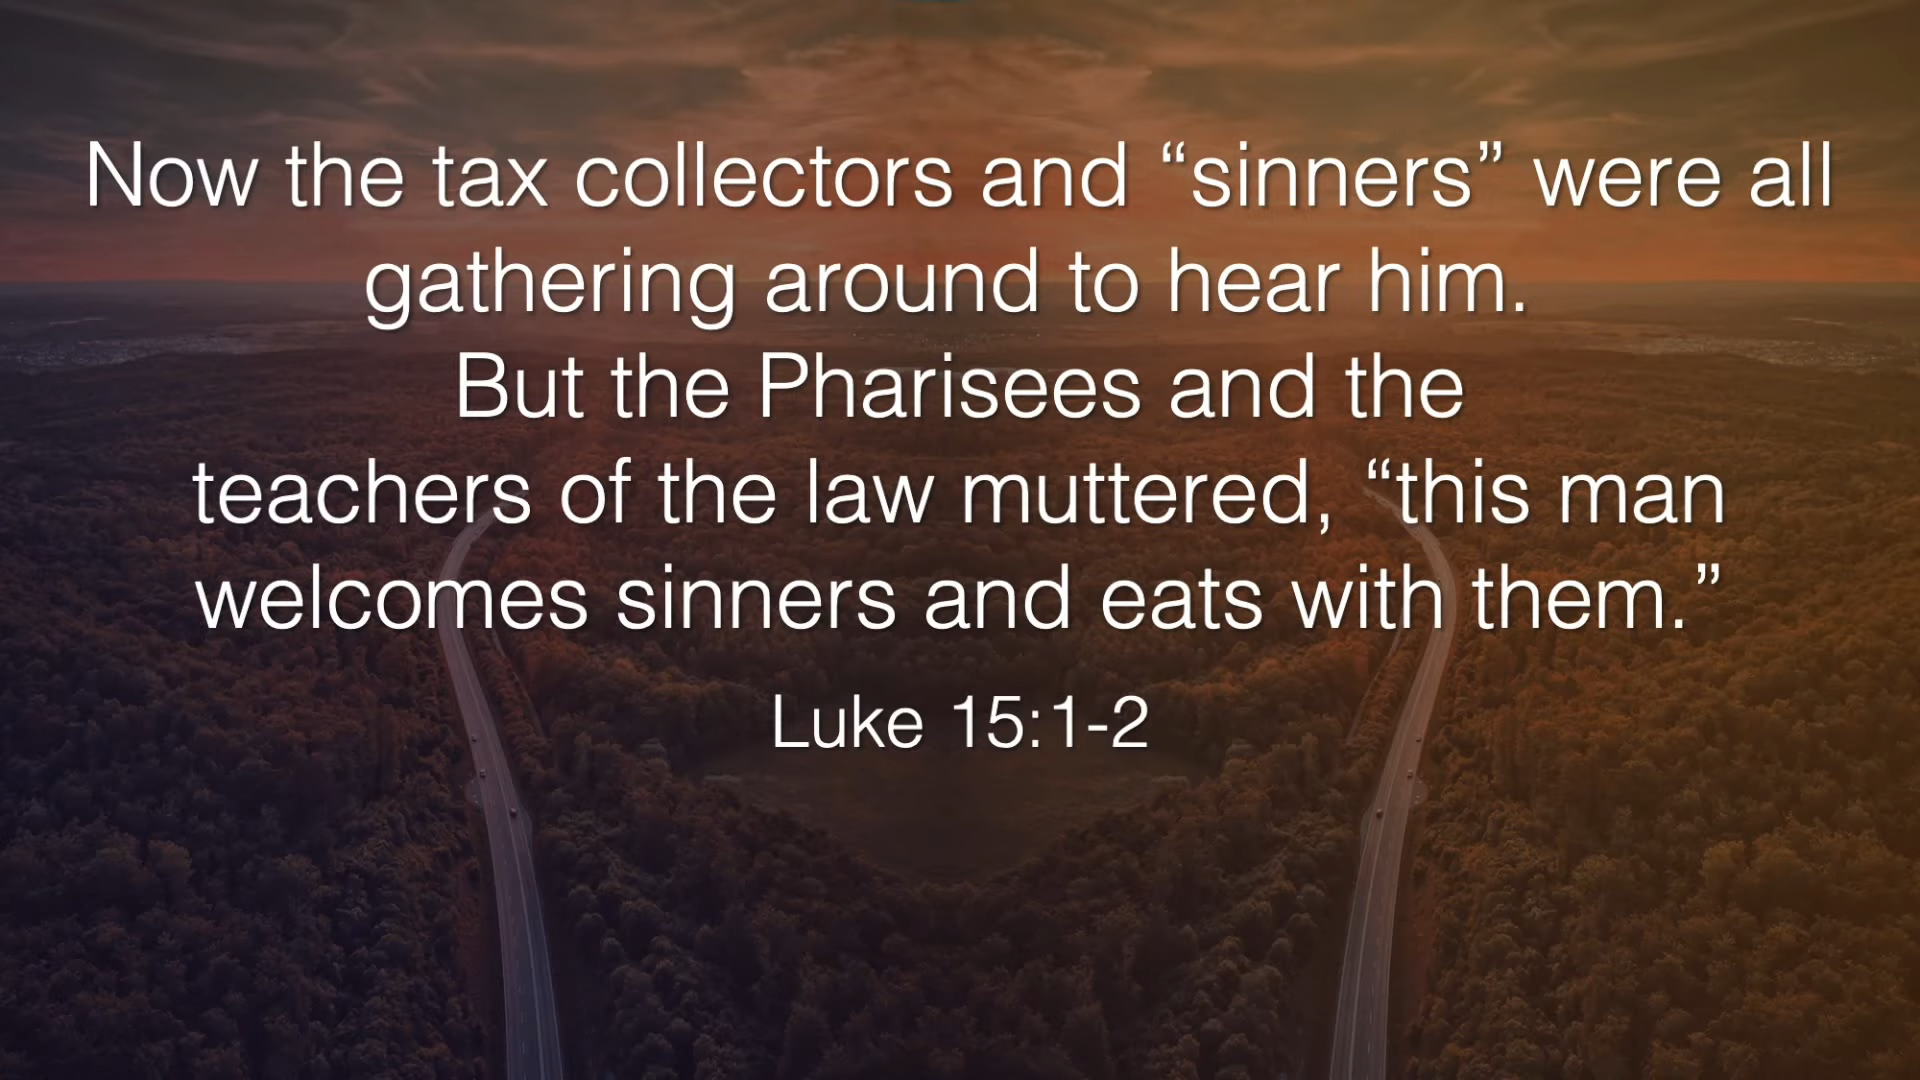 Now the tax collectors and “sinners” were all
gathering around to hear him.
But the Pharisees and the
teachers of the law muttered, “this man
welcomes sinners and eats with them.”
Luke 15:1-2